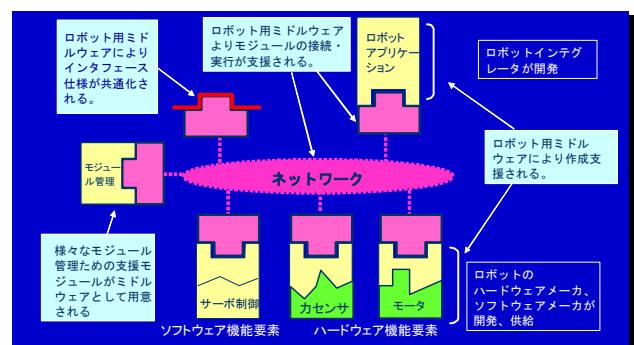 ロボット用ミド
ルウェアにより
インタフェース
仕様が共通化さ
れる。
ロボット用ミドルウェア
よりモジュールの接続・
実行が支援される。
ロボット
アプリケー
ション
ロボットインテグ
レータが開発
ロボット用ミドル
ウェアにより作成支
援される。
モジュー
ル管理
ネットワーク
様々なモジュール
管理ための支援モ
ジュールがミドル
ウェアとして用意
される
サーボ制御
力センサ
モータ
ロボットの
ハードウェアメーカ、
ソフトウェアメーカが
開発、供給
ソフトウェア機能要素
ハードウェア機能要素